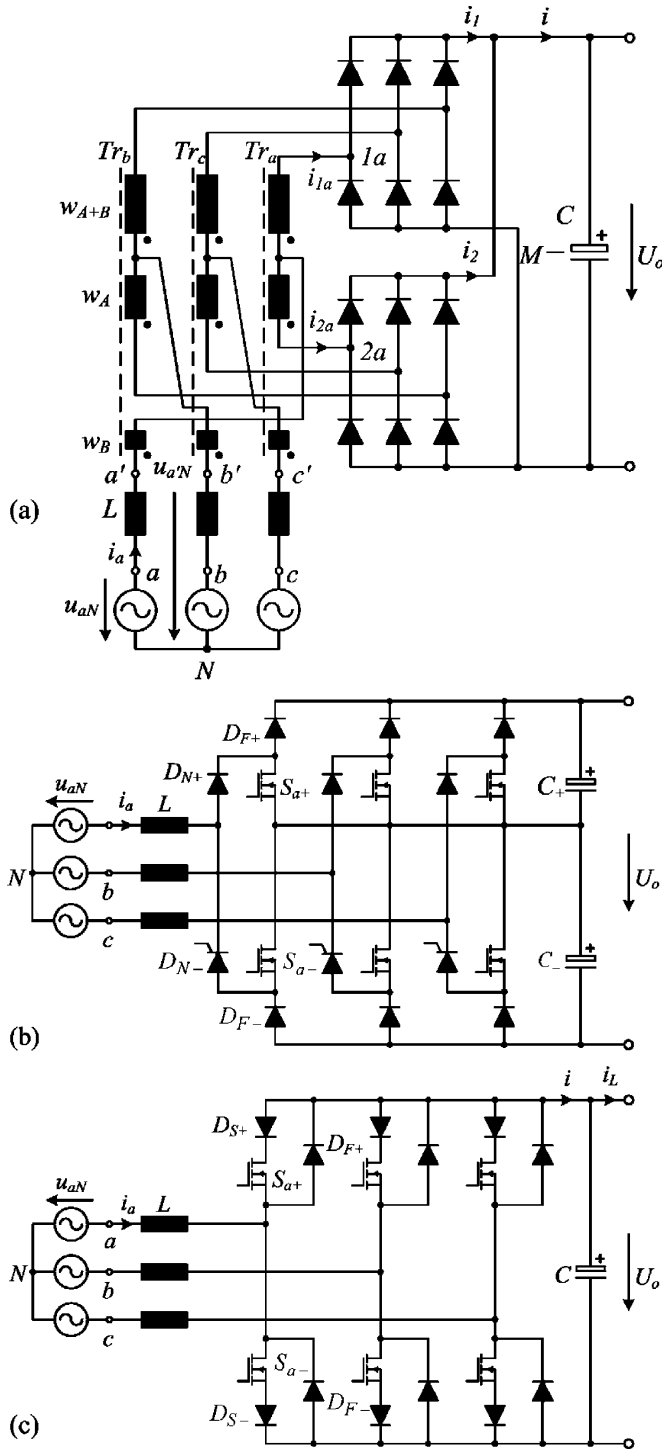 i1 i
Trb Trc Tra
1a
i1a
wA+B
C
+
M
Uo
i2
wA
i2a
2a
wB
a' ua'N b' c'
(a)
L
ia
a b c
uaN
N
DF+
uaN
DN+
Sa+
C+
+
ia L
N
b
Uo
c
DN−
Sa−
C−
+
DF−
(b)
i iL
DS+
DF+
uaN
Sa+
ia L
a
N
b
C
+
Uo
c
Sa−
DS−
DF−
(c)